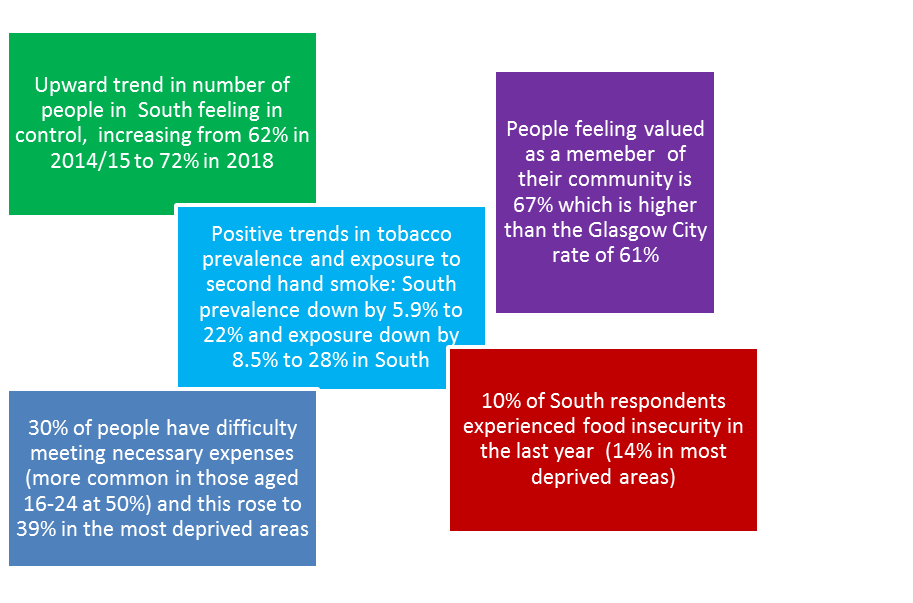 Upward trend in number of
people in South feeling in
control, increasing from 62% in
2014/15 to 72% in 2018
People feeling valued
as a memeber of
their community is
67% which is higher
than the Glasgow City
rate of 61%
Positive trends in tobacco
prevalence and exposure to
second hand smoke: South
prevalence down by 5.9% to
22% and exposure down by
8.5% to 28% in South
30% of people have difficulty
meeting necessary expenses
(more common in those aged
16-24 at 50%) and this rose to
39% in the most deprived areas
10% of South respondents
experienced food insecurity in
the last year (14% in most
deprived areas)